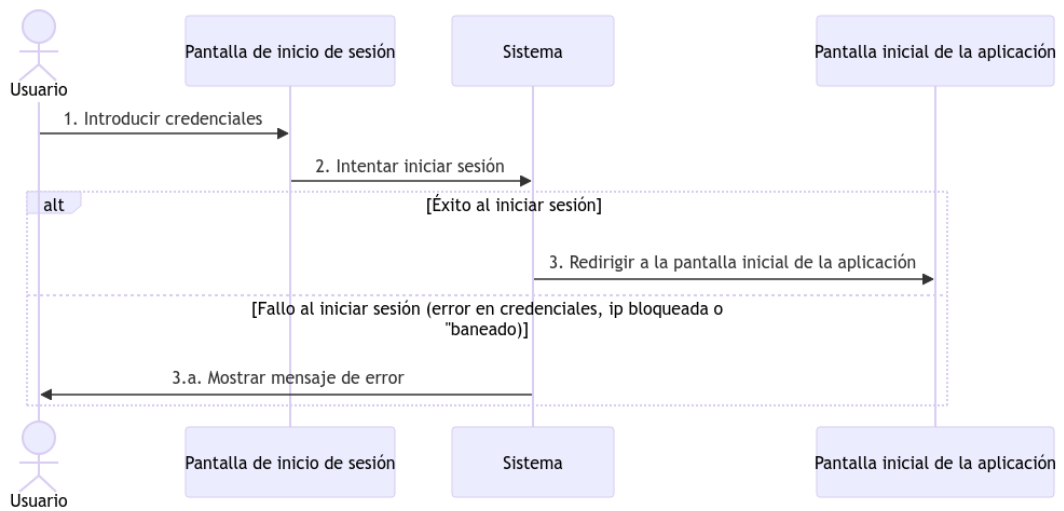 Pantalla de inicio de sesión
Sistema
Pantalla inicial de la aplicación
Usuario
1. Introducir credenciales
2. Intentar iniciar sesión
alt
[Éxito al iniciar sesión]
3. Redirigir a la pantalla inicial de la aplicación
[Fallo al iniciar sesión (error en credenciales, ip bloqueada o
"baneado)]
3.a. Mostrar mensaje de error
Pantalla de inicio de sesión
Sistema
Pantalla inicial de la aplicación
Usuario